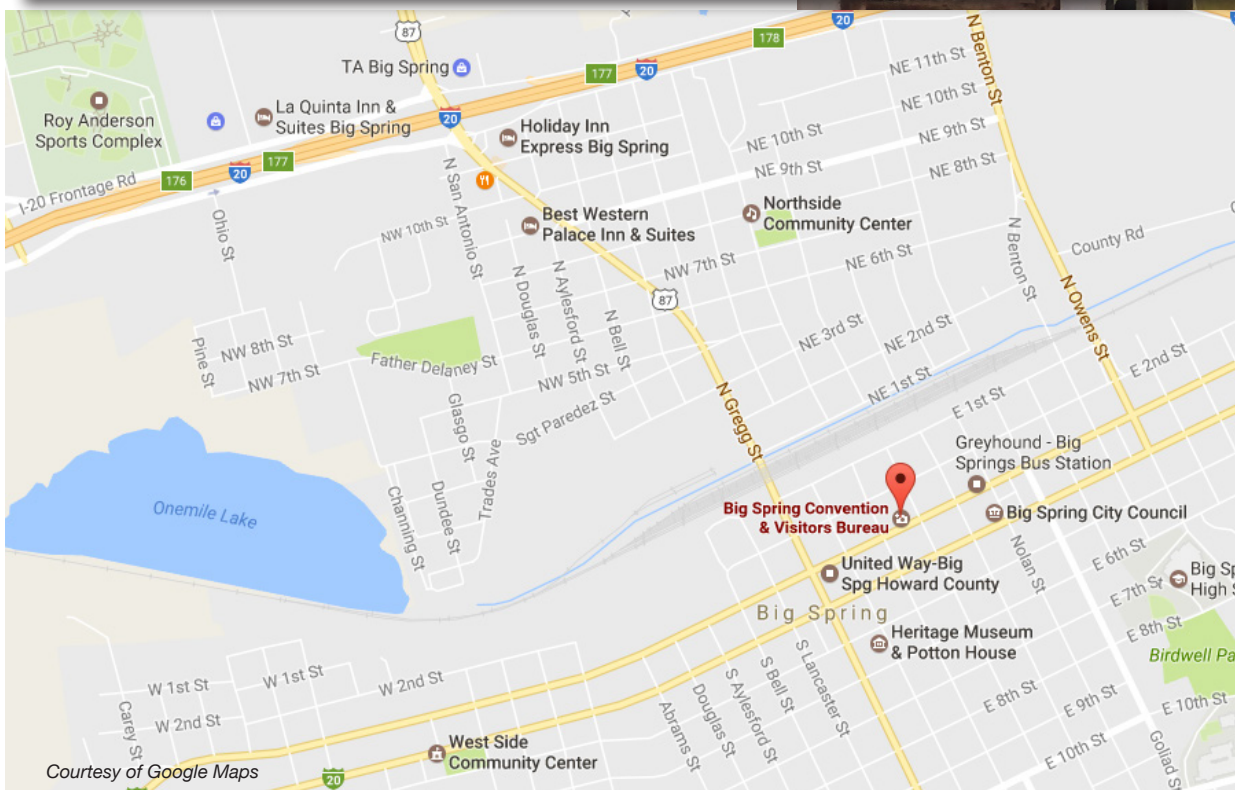 87
20
178
N Benton St
TA Big Spring
177
20
NE 11th St
La Quinta Inn &
Suites Big Spring
Roy Anderson
Sports Complex
20
Holiday Inn
Express Big Spring
NE 10th St
NE 10th St
NE 9th St
177
20
176
I-20 Frontage Rd
NE 9th St
NE 8th St
N San Antonio St
Ohio St
NW 10th St
Best Western
Palace Inn & Suites
Northside
Community Center
N Benton St
County Rd
NW 7th St
NE 6th St
N Douglas St
N Aylesford St
N Bell St
87
N Owens St
NE 3rd St
NE 2nd St
Pine St
NW 8th St
NW 7th St
Father Delaney St
NW 5th St
NE 1st St
E 2nd St
N Gregg St
Glasgo St
Sgt Paredez St
E 1st St
Trades Ave
Greyhound - Big
Springs Bus Station
Onemile Lake
Channing St
Dundee St
Big Spring Convention
& Visitors Bureau
Big Spring City Council
Nolan St
E 6th St
United Way-Big
Spg Howard County
E 7th St
Big Sp
High S
Big Spring
E 8th St
Heritage Museum
& Potton House
Birdwell Pa
W 1st St
W 1st St
W 2nd St
S Lancaster St
S Bell St
S Aylesford St
Douglas St
Abrams St
E 8th St
E 9th St
E 10th St
Carey St
W 2nd St
West Side
Community Center
E 10th St
Goliad St
Courtesy of Google Maps
20